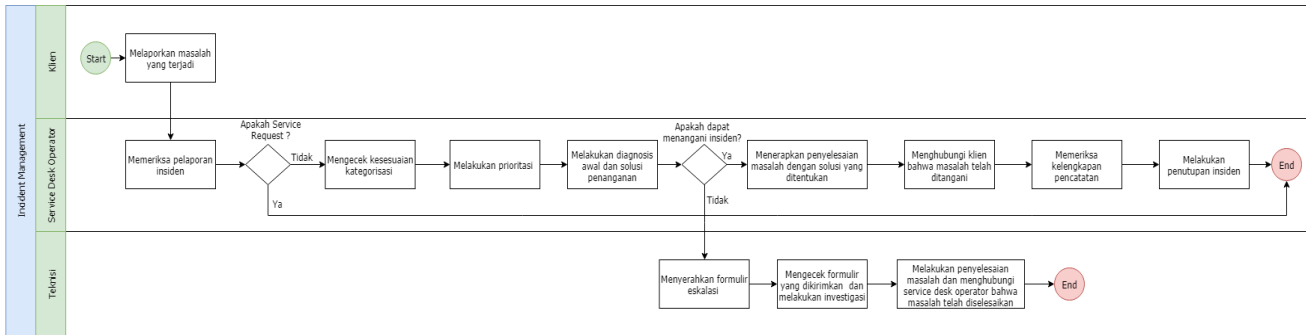 Incident Management
Klien
Start
Melaporkan masalah
yang terjadi
Service Desk Operator
Memeriksa pelaporan
insiden
Apakah Service
Request ?
Tidak
Ya
Mengecek kesesuaian
kategorisasi
Melakukan prioritasi
Melakukan diagnosis
awal dan solusi
penanganan
Apakah dapat
menangani insiden?
Ya
Tidak
Menerapkan penyelesaian
masalah dengan solusi yang
ditentukan
Menghubungi klien
bahwa masalah telah
ditangani
Memeriksa
kelengkapan
pencatatan
Melakukan
penutupan insiden
End
Teknisi
Menyerahkan formulir
eskalasi
Mengecek formulir
yang dikirimkan dan
melakukan investigasi
Melakukan penyelesaian
masalah dan menghubungi
service desk operator bahwa
masalah telah diselesaikan
End